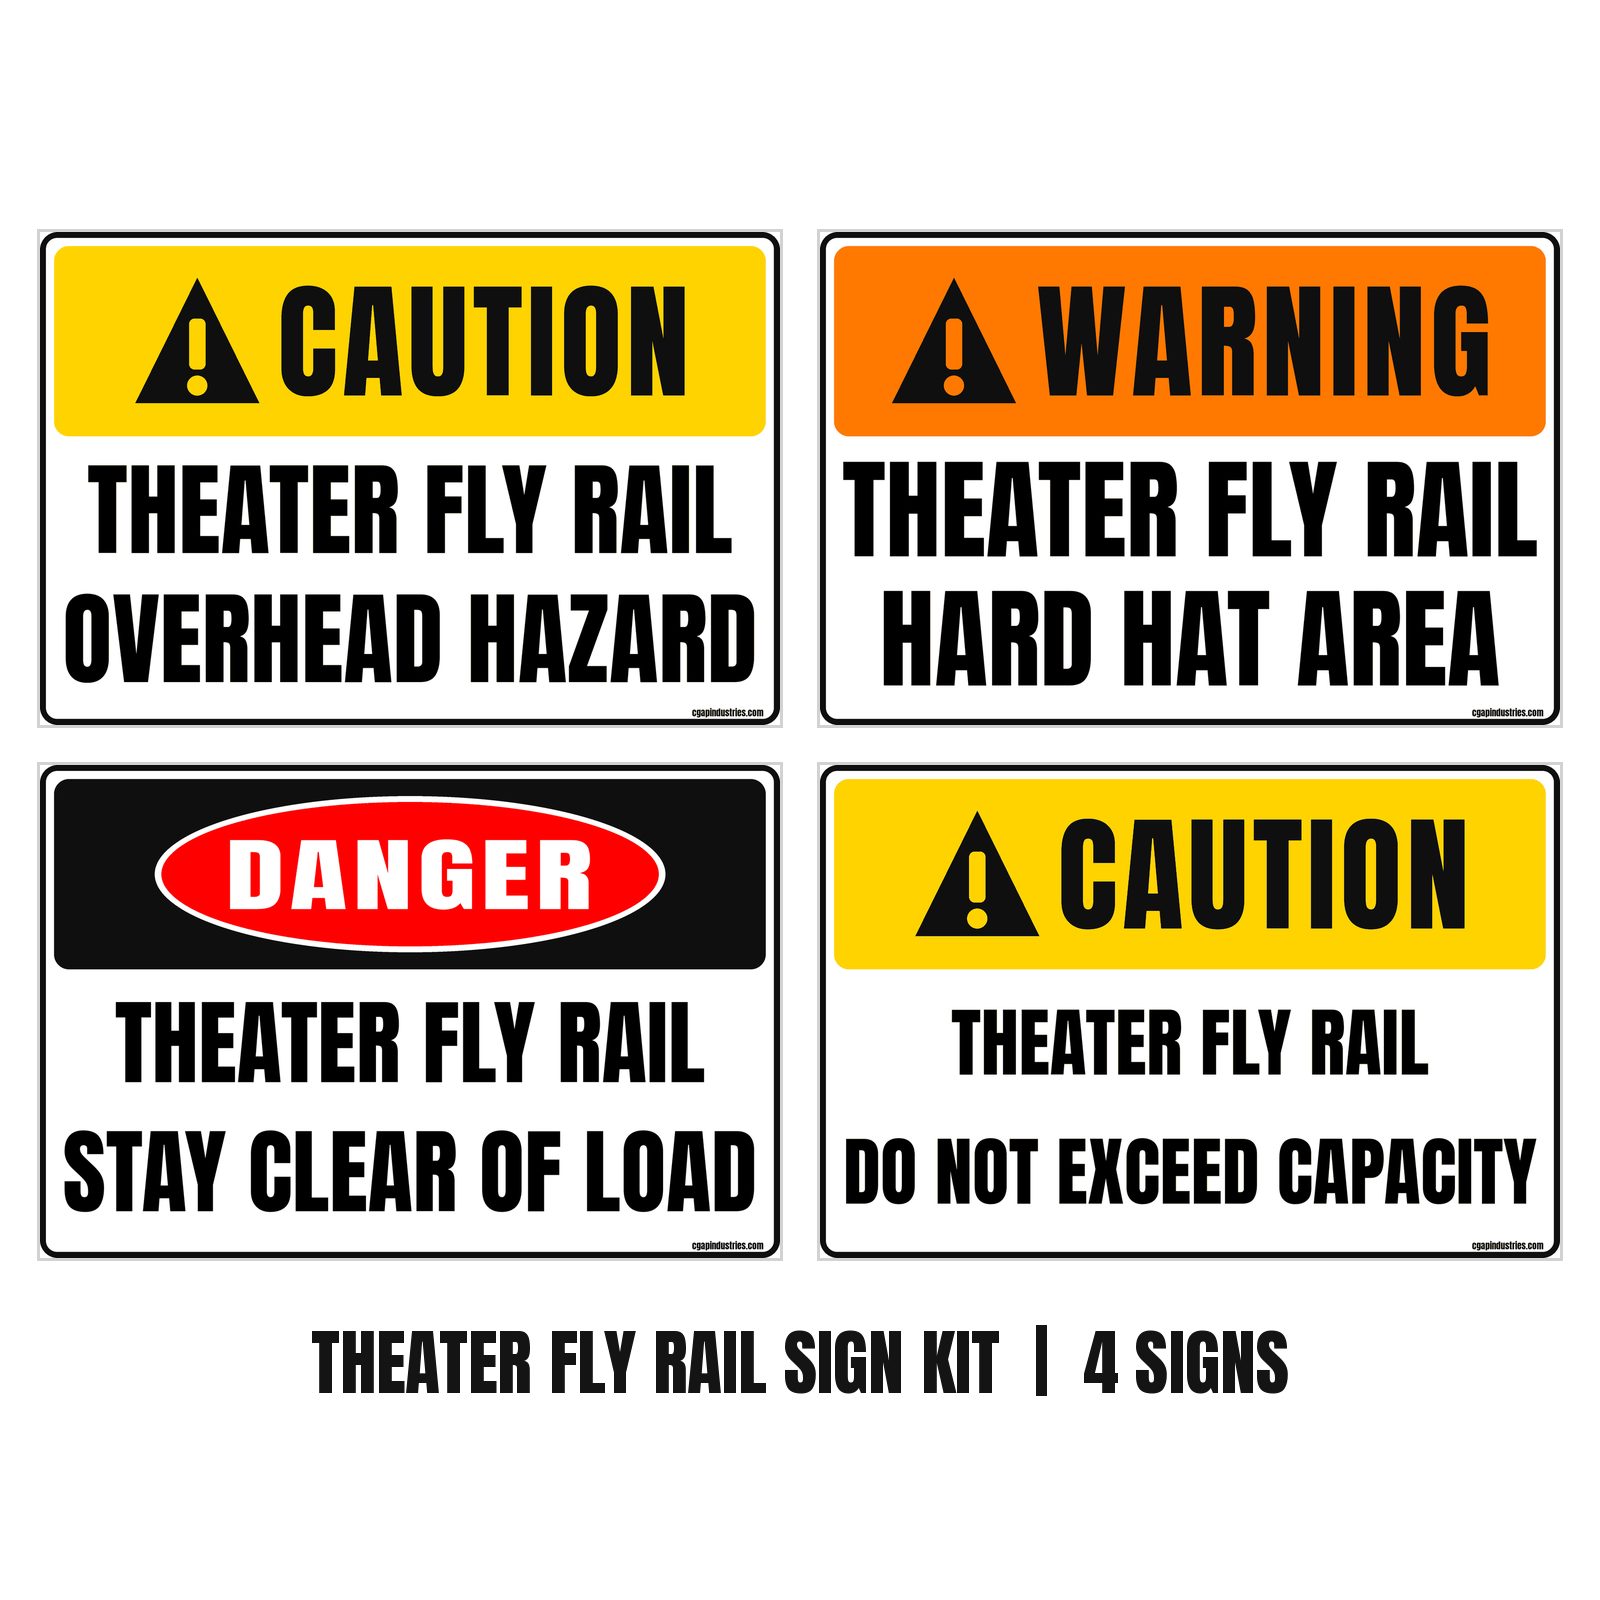 CAUTION
THEATER FLY RAIL
OVERHEAD HAZARD
cgapindustries.com
WARNING
THEATER FLY RAIL
HARD HAT AREA
cgapindustries.com
DANGER
THEATER FLY RAIL
STAY CLEAR OF LOAD
cgapindustries.com
CAUTION
THEATER FLY RAIL
DO NOT EXCEED CAPACITY
cgapindustries.com
THEATER FLY RAIL SIGN KIT | 4 SIGNS